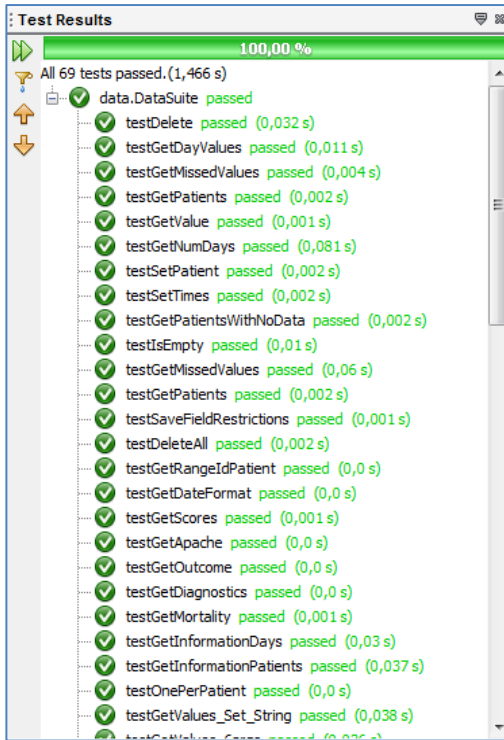 Test Results
100,00 %
All 69 tests passed.(1,466 s)
data.DataSuite passed
testDelete passed (0,032 s)
testGetDayValues passed (0,011 s)
testGetMissedValues passed (0,004 s)
testGetPatients passed (0,002 s)
testGetValue passed (0,001 s)
testGetNumDays passed (0,081 s)
testSetPatient passed (0,002 s)
testSetTimes passed (0,002 s)
testGetPatientsWithNoData passed (0,002 s)
testIsEmpty passed (0,01 s)
testGetMissedValues passed (0,06 s)
testGetPatients passed (0,002 s)
testSaveFieldRestrictions passed (0,001 s)
testDeleteAll passed (0,002 s)
testGetRangeIdPatient passed (0,0 s)
testGetDateFormat passed (0,0 s)
testGetScores passed (0,001 s)
testGetApache passed (0,0 s)
testGetOutcome passed (0,0 s)
testGetDiagnostics passed (0,0 s)
testGetMortality passed (0,001 s)
testGetInformationDays passed (0,03 s)
testGetInformationPatients passed (0,037 s)
testOnePerPatient passed (0,0 s)
testGetValues_Set_String passed (0,038 s)